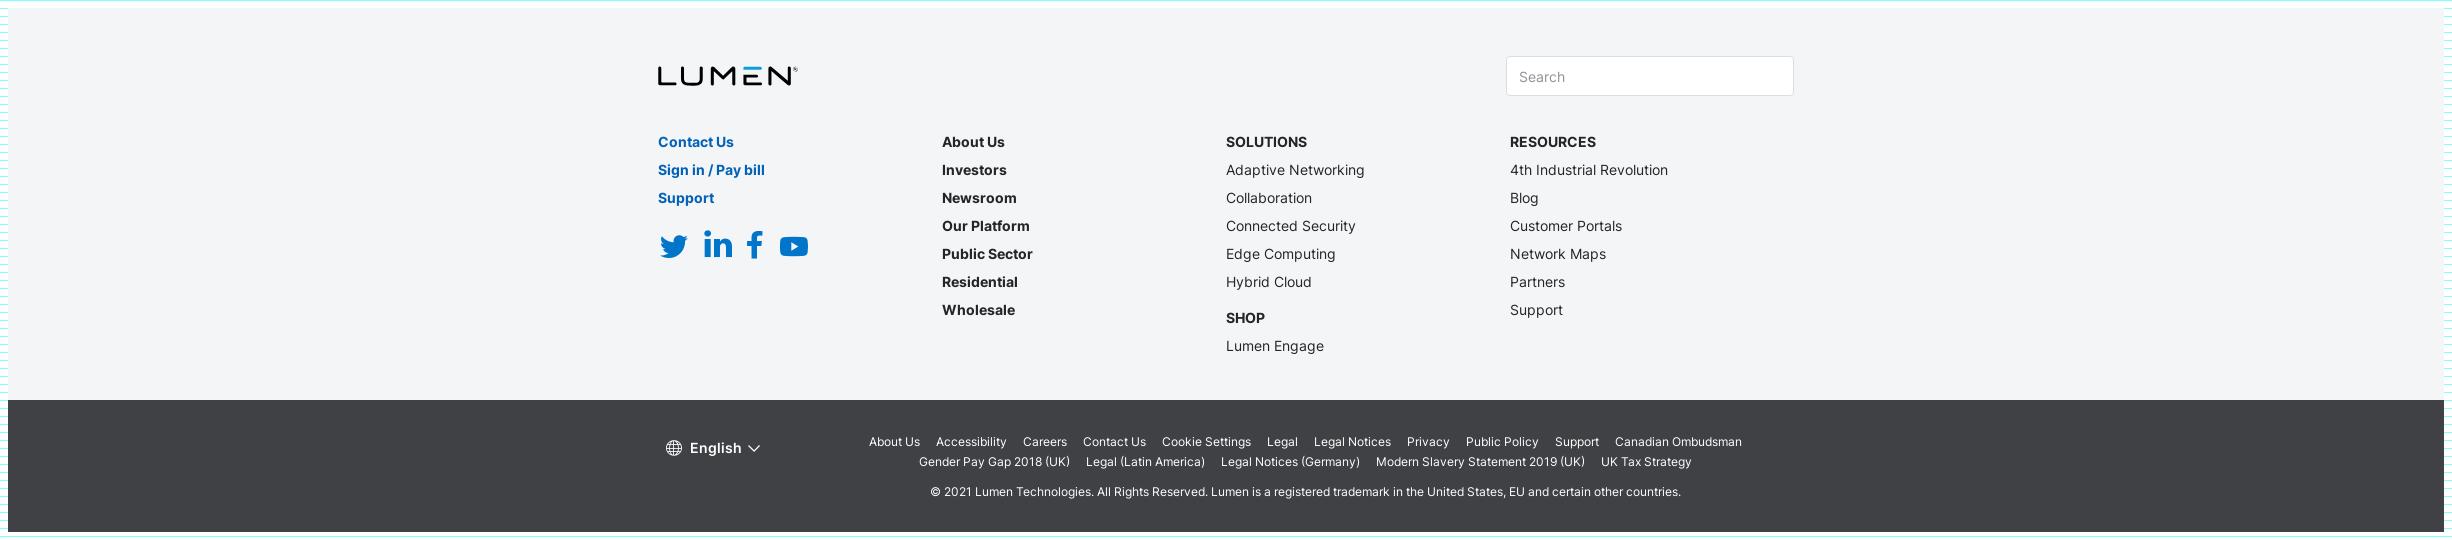 LUMEN®
Search
Contact Us
Sign in / Pay bill
Support
About Us
Investors
Newsroom
Our Platform
Public Sector
Residential
Wholesale
SOLUTIONS
Adaptive Networking
Collaboration
Connected Security
Edge Computing
Hybrid Cloud
SHOP
Lumen Engage
RESOURCES
4th Industrial Revolution
Blog
Customer Portals
Network Maps
Partners
Support
English
About Us Accessibility Careers Contact Us Cookie Settings Legal Legal Notices Privacy Public Policy Support Canadian Ombudsman
Gender Pay Gap 2018 (UK) Legal (Latin America) Legal Notices (Germany) Modern Slavery Statement 2019 (UK) UK Tax Strategy
© 2021 Lumen Technologies. All Rights Reserved. Lumen is a registered trademark in the United States, EU and certain other countries.